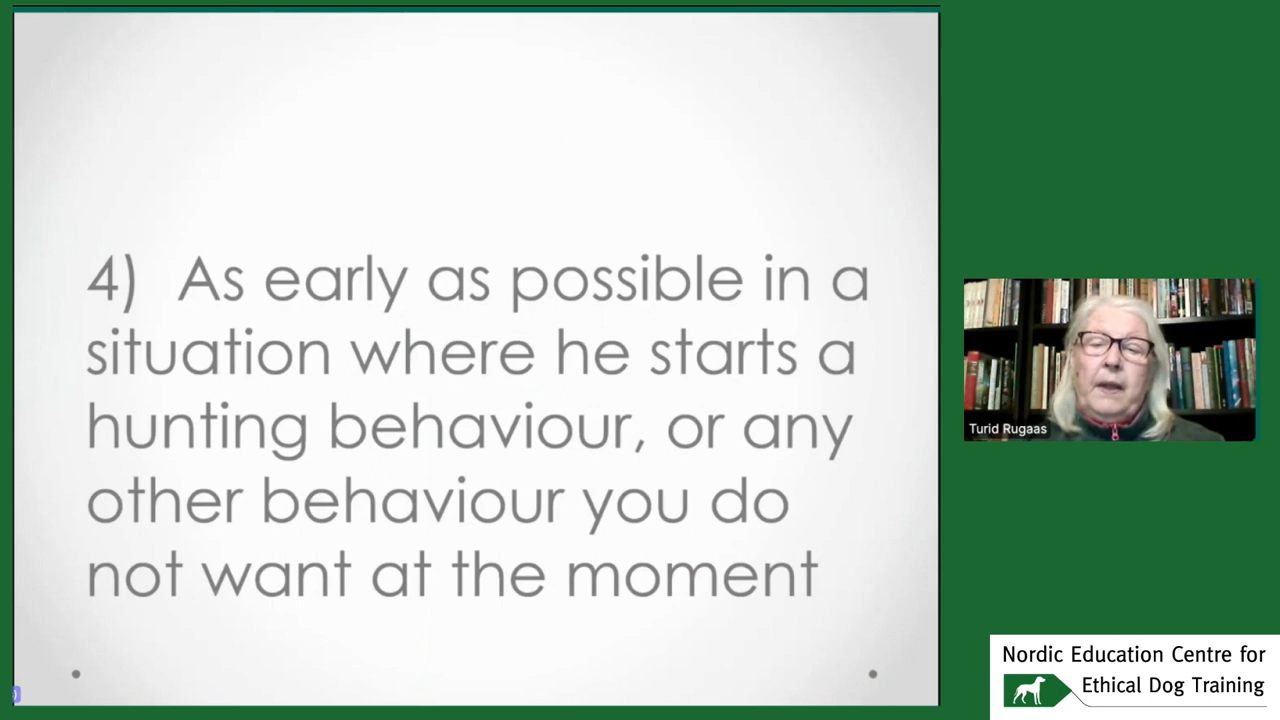 4) As early as possible in a
situation where he starts a
hunting behaviour, or any
other behaviour you do
not want at the moment
Turid Rugaas
Nordic Education Centre for
Ethical Dog Training